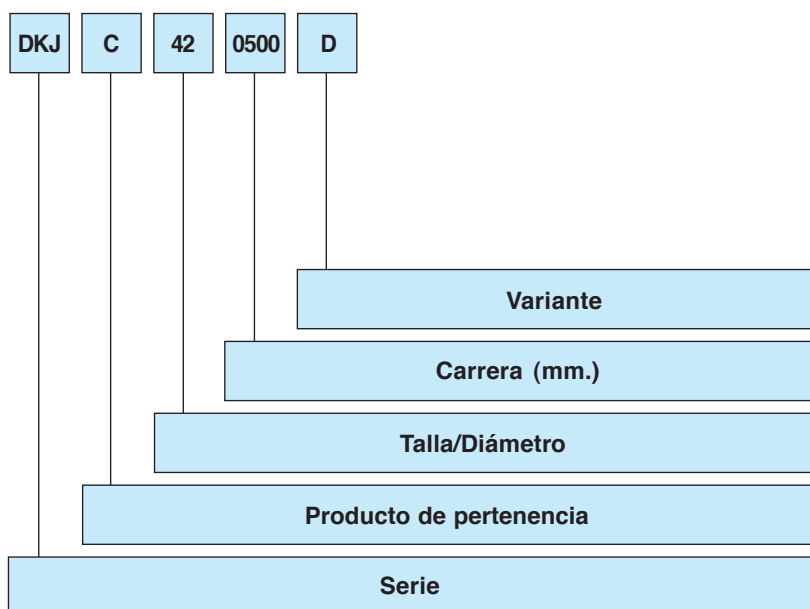 DKJ C 42 0500 D
Variante
Carrera (mm.)
Talla/Diámetro
Producto de pertenencia
Serie